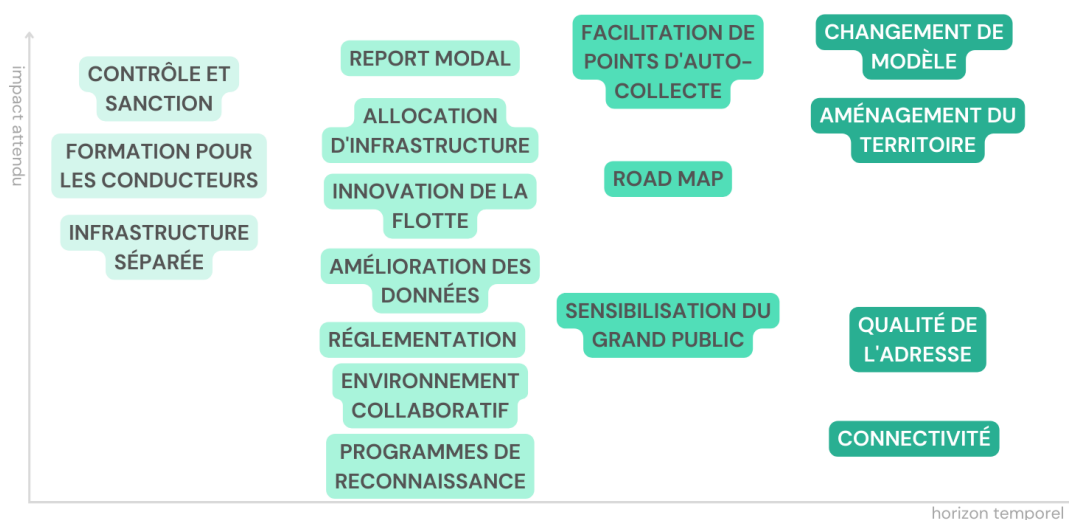 impact attendu
CONTRÔLE ET
SANCTION
FORMATION POUR
LES CONDUCTEURS
INFRASTRUCTURE
SÉPARÉE
REPORT MODAL
ALLOCATION
D'INFRASTRUCTURE
INNOVATION DE LA
FLOTTE
AMÉLIORATION DES
DONNÉES
RÉGLEMENTATION
ENVIRONNEMENT
COLLABORATIF
PROGRAMMES DE
RECONNAISSANCE
FACILITATION DE
POINTS D'AUTO-
COLLECTE
ROAD MAP
SENSIBILISATION DU
GRAND PUBLIC
CHANGEMENT DE
MODÈLE
AMÉNAGEMENT DU
TERRITOIRE
QUALITÉ DE
L'ADRESSE
CONNECTIVITÉ
horizon temporel